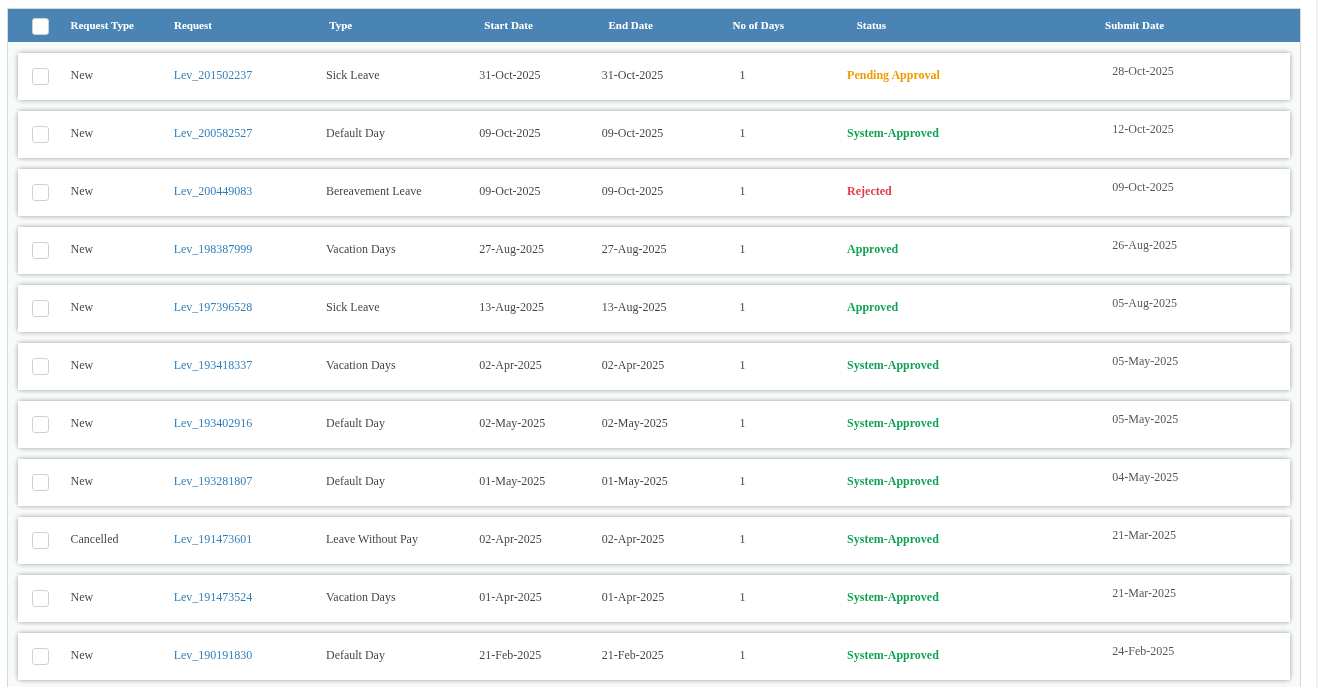 Request Type Request Type Start Date End Date No of Days Status Submit Date
New Lev_201502237 Sick Leave 31-Oct-2025 31-Oct-2025 1 Pending Approval 28-Oct-2025
New Lev_200582527 Default Day 09-Oct-2025 09-Oct-2025 1 System-Approved 12-Oct-2025
New Lev_200449083 Bereavement Leave 09-Oct-2025 09-Oct-2025 1 Rejected 09-Oct-2025
New Lev_198387999 Vacation Days 27-Aug-2025 27-Aug-2025 1 Approved 26-Aug-2025
New Lev_197396528 Sick Leave 13-Aug-2025 13-Aug-2025 1 Approved 05-Aug-2025
New Lev_193418337 Vacation Days 02-Apr-2025 02-Apr-2025 1 System-Approved 05-May-2025
New Lev_193402916 Default Day 02-May-2025 02-May-2025 1 System-Approved 05-May-2025
New Lev_193281807 Default Day 01-May-2025 01-May-2025 1 System-Approved 04-May-2025
Cancelled Lev_191473601 Leave Without Pay 02-Apr-2025 02-Apr-2025 1 System-Approved 21-Mar-2025
New Lev_191473524 Vacation Days 01-Apr-2025 01-Apr-2025 1 System-Approved 21-Mar-2025
New Lev_190191830 Default Day 21-Feb-2025 21-Feb-2025 1 System-Approved 24-Feb-2025